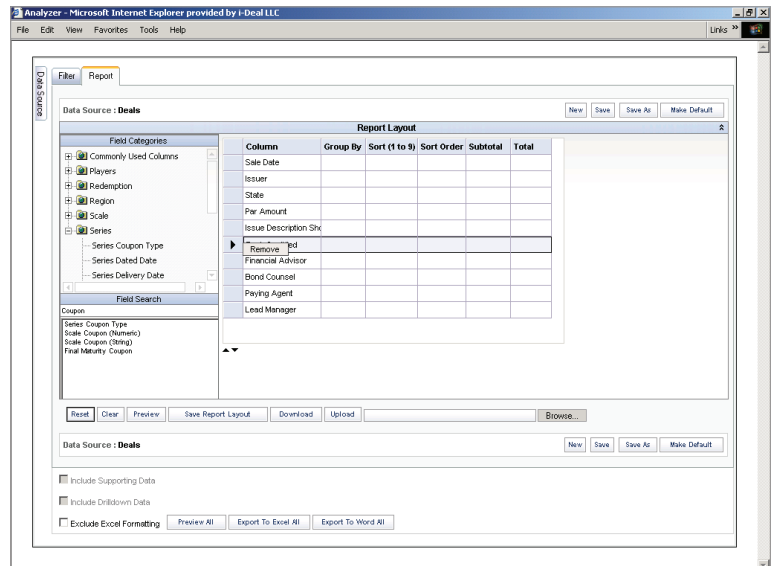 Analyzer - Microsoft Internet Explorer provided by i-Deal LLC
File Edit View Favorites Tools Help Links »
Data Source
Filter Report
Data Source : Deals New Save Save As Make Default
Report Layout
Field Categories
Commonly Used Columns
Players
Redemption
Region
Scale
Series
Series Coupon Type
Series Dated Date
Series Delivery Date
Field Search
Coupon
Series Coupon Type
Scale Coupon (Numeric)
Scale Coupon (String)
Final Maturity Coupon
Column Group By Sort (1 to 9) Sort Order Subtotal Total
Sale Date
Issuer
State
Par Amount
Issue Description Sho
Remove
Financial Advisor
Bond Counsel
Paying Agent
Lead Manager
Reset Clear Preview Save Report Layout Download Upload Browse...
Data Source : Deals New Save Save As Make Default
Include Supporting Data
Include Drilldown Data
Exclude Excel Formatting Preview All Export To Excel All Export To Word All